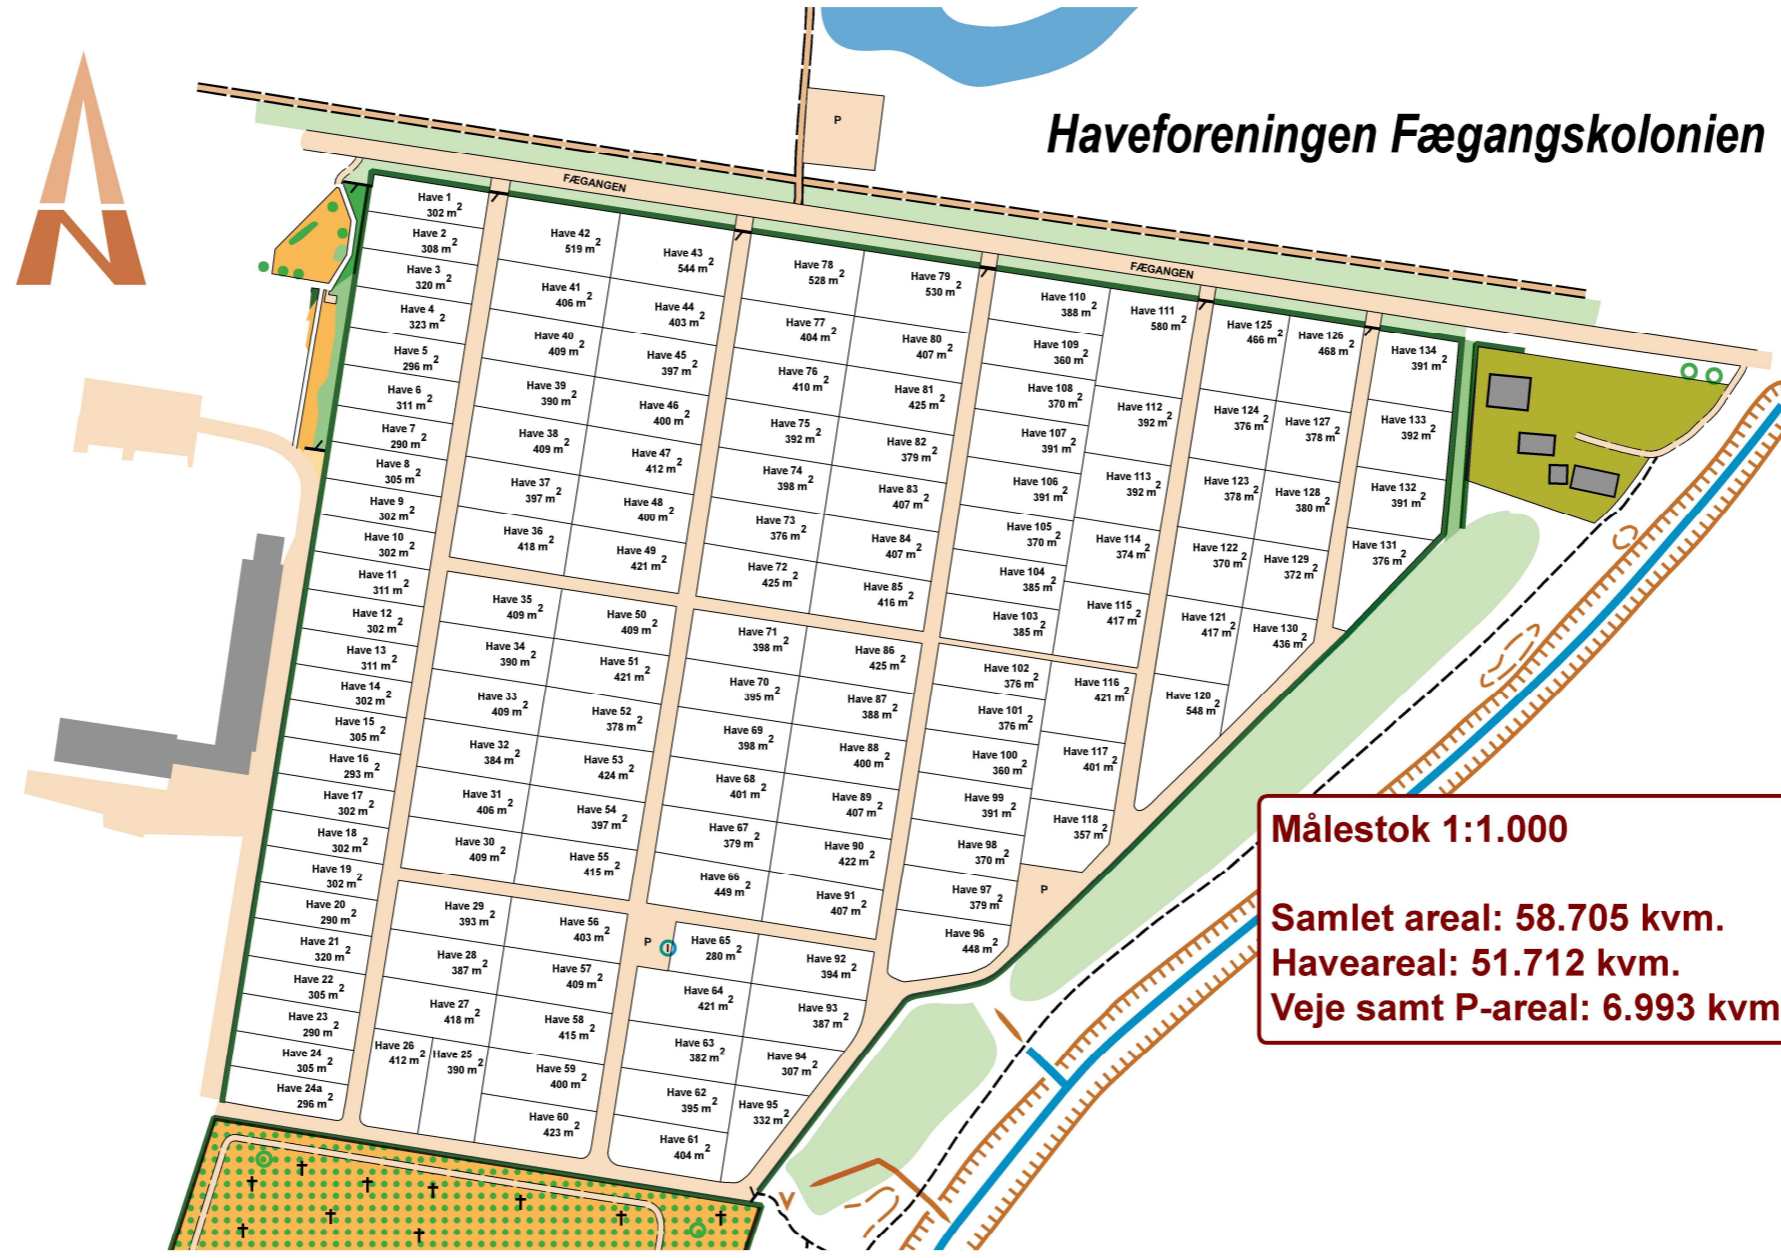 Haveforeningen Fægangskolonien
N
P
FÆGANGEN
FÆGANGEN
Have 1
302 m²
Have 2
308 m²
Have 3
320 m²
Have 4
323 m²
Have 5
296 m²
Have 6
311 m²
Have 7
290 m²
Have 8
305 m²
Have 9
302 m²
Have 10
302 m²
Have 11
311 m²
Have 12
302 m²
Have 13
311 m²
Have 14
302 m²
Have 15
305 m²
Have 16
293 m²
Have 17
302 m²
Have 18
302 m²
Have 19
302 m²
Have 20
290 m²
Have 21
320 m²
Have 22
305 m²
Have 23
290 m²
Have 24
305 m²
Have 24a
296 m²
Have 42
519 m²
Have 41
406 m²
Have 40
409 m²
Have 39
390 m²
Have 38
409 m²
Have 37
397 m²
Have 36
418 m²
Have 43
544 m²
Have 44
403 m²
Have 45
397 m²
Have 46
400 m²
Have 47
412 m²
Have 48
400 m²
Have 49
421 m²
Have 35
409 m²
Have 34
390 m²
Have 33
409 m²
Have 32
384 m²
Have 31
406 m²
Have 30
409 m²
Have 50
409 m²
Have 51
421 m²
Have 52
378 m²
Have 53
424 m²
Have 54
397 m²
Have 55
415 m²
Have 29
393 m²
Have 28
387 m²
Have 27
418 m²
Have 26
412 m²
Have 25
390 m²
Have 56
403 m²
Have 57
409 m²
Have 58
415 m²
Have 59
400 m²
Have 60
423 m²
Have 78
528 m²
Have 77
404 m²
Have 76
410 m²
Have 75
392 m²
Have 74
398 m²
Have 73
376 m²
Have 72
425 m²
Have 79
530 m²
Have 80
407 m²
Have 81
425 m²
Have 82
379 m²
Have 83
407 m²
Have 84
407 m²
Have 85
416 m²
Have 71
398 m²
Have 70
395 m²
Have 69
398 m²
Have 68
401 m²
Have 67
379 m²
Have 66
449 m²
Have 86
425 m²
Have 87
388 m²
Have 88
400 m²
Have 89
407 m²
Have 90
422 m²
Have 91
407 m²
P
Have 65
280 m²
Have 64
421 m²
Have 63
382 m²
Have 62
395 m²
Have 61
404 m²
Have 92
394 m²
Have 93
387 m²
Have 94
307 m²
Have 95
332 m²
Have 110
388 m²
Have 109
360 m²
Have 108
370 m²
Have 107
391 m²
Have 106
391 m²
Have 105
370 m²
Have 104
385 m²
Have 103
385 m²
Have 111
580 m²
Have 112
392 m²
Have 113
392 m²
Have 114
374 m²
Have 115
417 m²
Have 102
376 m²
Have 101
376 m²
Have 100
360 m²
Have 99
391 m²
Have 98
370 m²
Have 97
379 m²
Have 96
448 m²
Have 116
421 m²
Have 117
401 m²
Have 118
357 m²
P
Have 125
466 m²
Have 124
376 m²
Have 123
378 m²
Have 122
370 m²
Have 121
417 m²
Have 120
548 m²
Have 126
468 m²
Have 127
378 m²
Have 128
380 m²
Have 129
372 m²
Have 130
436 m²
Have 134
391 m²
Have 133
392 m²
Have 132
391 m²
Have 131
376 m²
Målestok 1:1.000
Samlet areal: 58.705 kvm.
Haveareal: 51.712 kvm.
Veje samt P-areal: 6.993 kvm